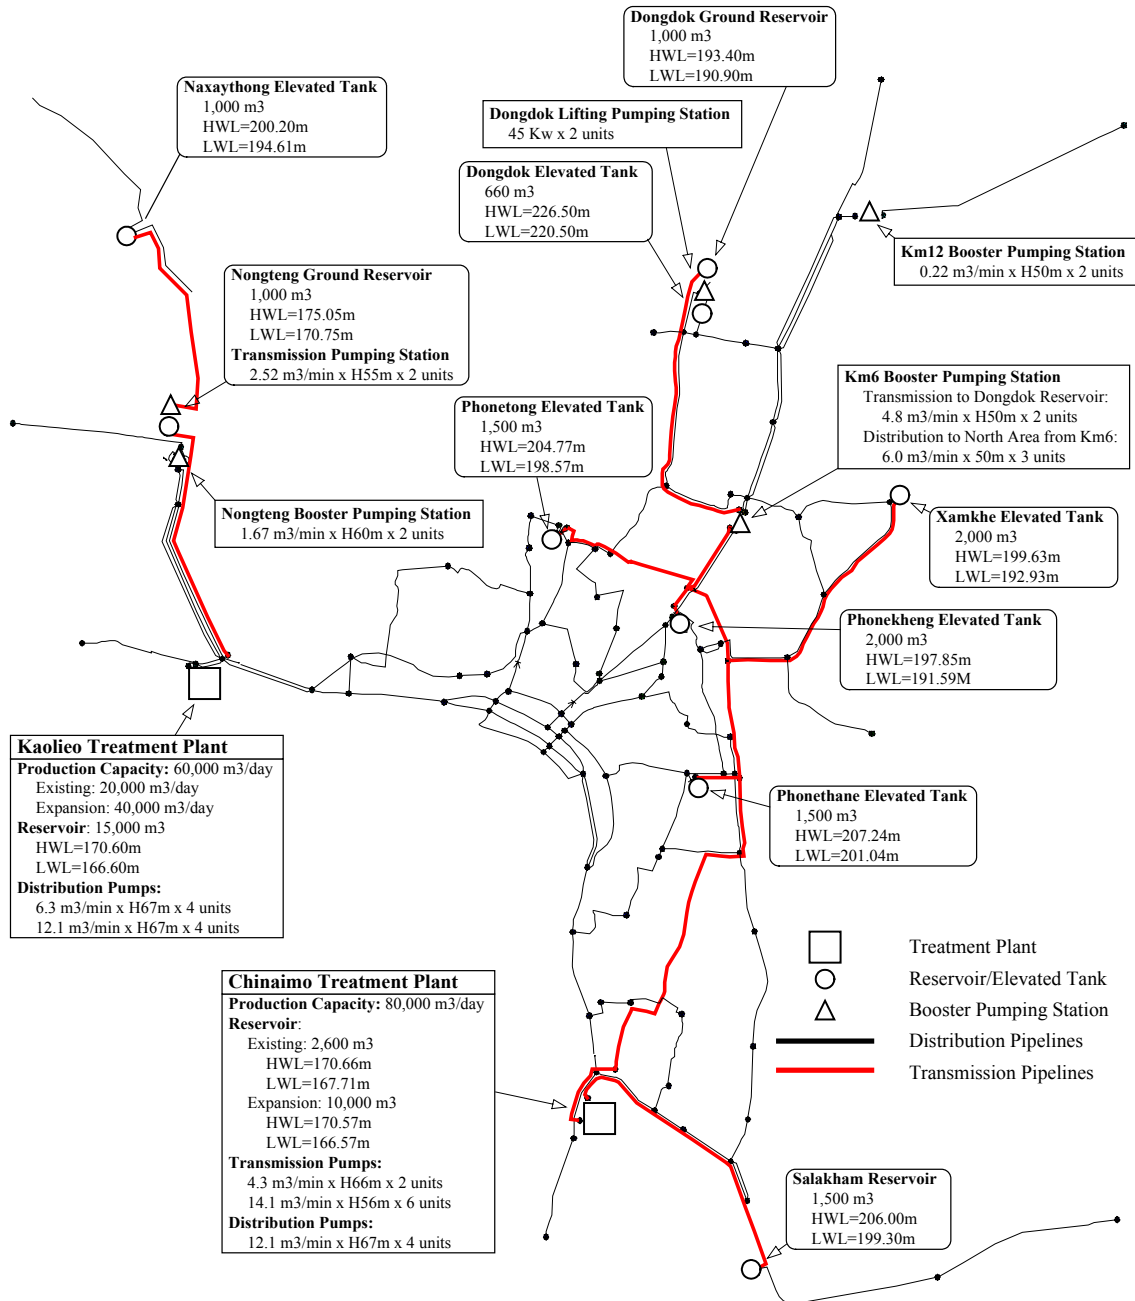 Dongdok Ground Reservoir
1,000 m3
HWL=193.40m
LWL=190.90m
Naxaythong Elevated Tank
1,000 m3
HWL=200.20m
LWL=194.61m
Dongdok Lifting Pumping Station
45 Kw x 2 units
Dongdok Elevated Tank
660 m3
HWL=226.50m
LWL=220.50m
Km12 Booster Pumping Station
0.22 m3/min x H50m x 2 units
Nongteng Ground Reservoir
1,000 m3
HWL=175.05m
LWL=170.75m
Transmission Pumping Station
2.52 m3/min x H55m x 2 units
Km6 Booster Pumping Station
Transmission to Dongdok Reservoir:
4.8 m3/min x H50m x 2 units
Distribution to North Area from Km6:
6.0 m3/min x 50m x 3 units
Phonetong Elevated Tank
1,500 m3
HWL=204.77m
LWL=198.57m
Nongteng Booster Pumping Station
1.67 m3/min x H60m x 2 units
Xamkhe Elevated Tank
2,000 m3
HWL=199.63m
LWL=192.93m
Phonekheng Elevated Tank
2,000 m3
HWL=197.85m
LWL=191.59M
Kaolieo Treatment Plant
Production Capacity: 60,000 m3/day
Existing: 20,000 m3/day
Expansion: 40,000 m3/day
Reservoir: 15,000 m3
HWL=170.60m
LWL=166.60m
Distribution Pumps:
6.3 m3/min x H67m x 4 units
12.1 m3/min x H67m x 4 units
Phonethane Elevated Tank
1,500 m3
HWL=207.24m
LWL=201.04m
Chinaimo Treatment Plant
Production Capacity: 80,000 m3/day
Reservoir:
Existing: 2,600 m3
HWL=170.66m
LWL=167.71m
Expansion: 10,000 m3
HWL=170.57m
LWL=166.57m
Transmission Pumps:
4.3 m3/min x H66m x 2 units
14.1 m3/min x H56m x 6 units
Distribution Pumps:
12.1 m3/min x H67m x 4 units
Treatment Plant
Reservoir/Elevated Tank
Booster Pumping Station
Distribution Pipelines
Transmission Pipelines
Salakham Reservoir
1,500 m3
HWL=206.00m
LWL=199.30m